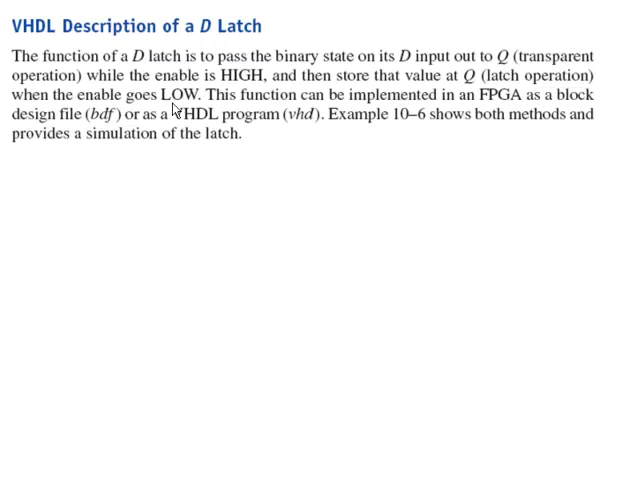 VHDL Description of a D Latch
The function of a D latch is to pass the binary state on its D input out to Q (transparent
operation) while the enable is HIGH, and then store that value at Q (latch operation)
when the enable goes LOW. This function can be implemented in an FPGA as a block
design file (bdf) or as a VHDL program (vhd). Example 10–6 shows both methods and
provides a simulation of the latch.